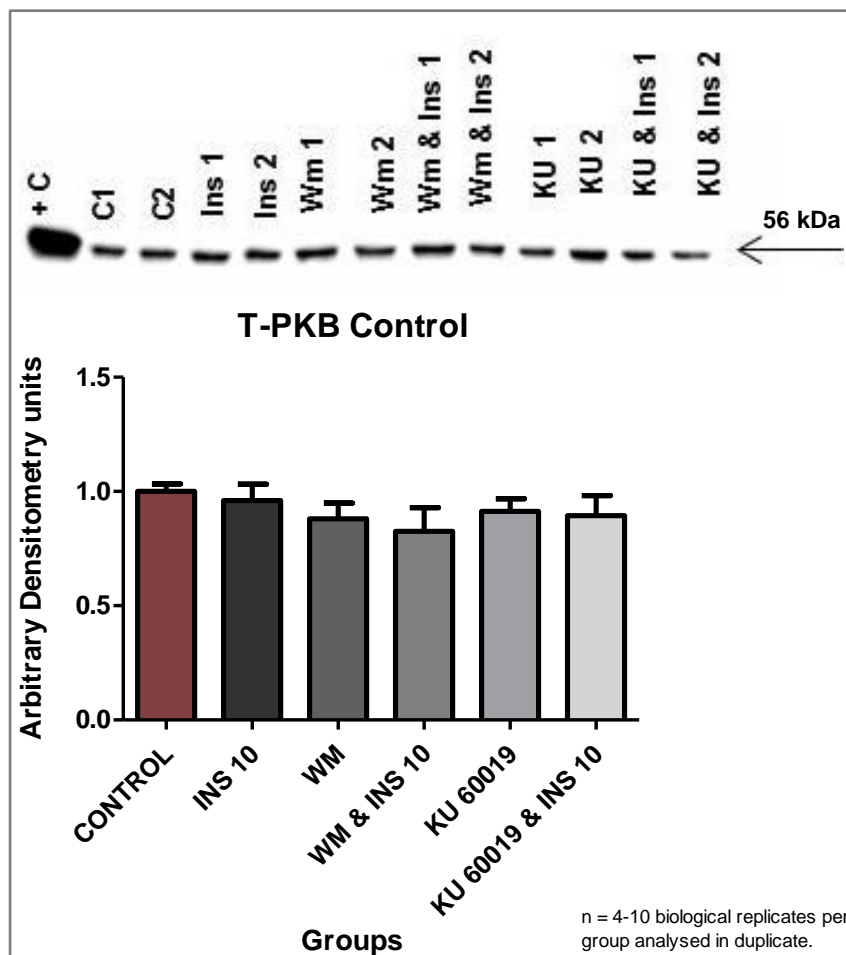 + C
C1
C2
Ins 1
Ins 2
Wm 1
Wm 2
Wm & Ins 1
Wm & Ins 2
KU 1
KU 2
KU & Ins 1
KU & Ins 2
56 kDa
T-PKB Control
Arbitrary Densitometry units
1.5
1.0
0.5
0.0
CONTROL
INS 10
WM
WM & INS 10
KU 60019
KU 60019 & INS 10
Groups
n = 4-10 biological replicates per
group analysed in duplicate.